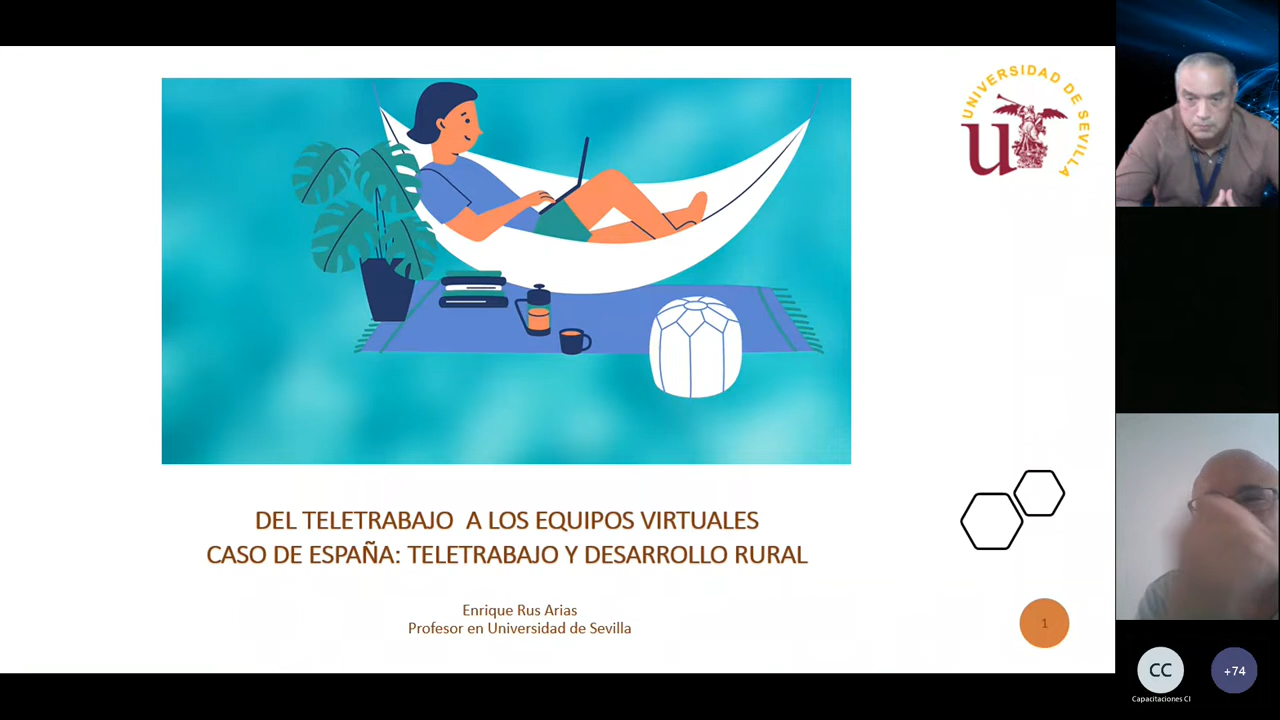 UNIVERSIDAD DE SEVILLA
DEL TELETRABAJO A LOS EQUIPOS VIRTUALES
CASO DE ESPAÑA: TELETRABAJO Y DESARROLLO RURAL
Enrique Rus Arias
Profesor en Universidad de Sevilla
1
CC
+74
Capacitaciones CI